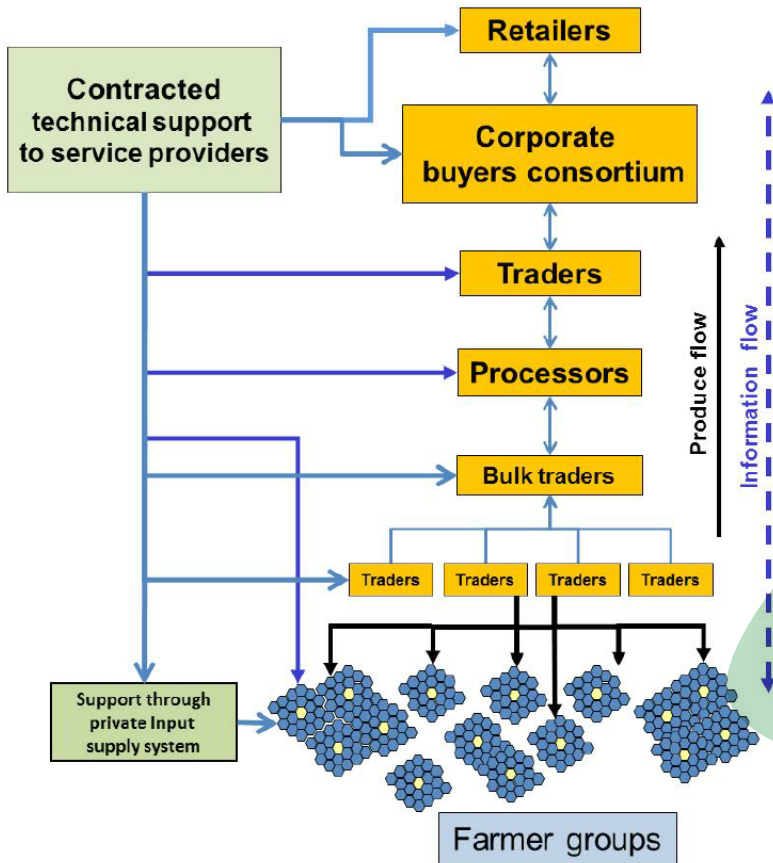 Retailers
Contracted
technical support
to service providers
Corporate
buyers consortium
Traders
Processors
Bulk traders
Traders
Traders
Traders
Traders
Produce flow
Information flow
Support through
private Input
supply system
Farmer groups